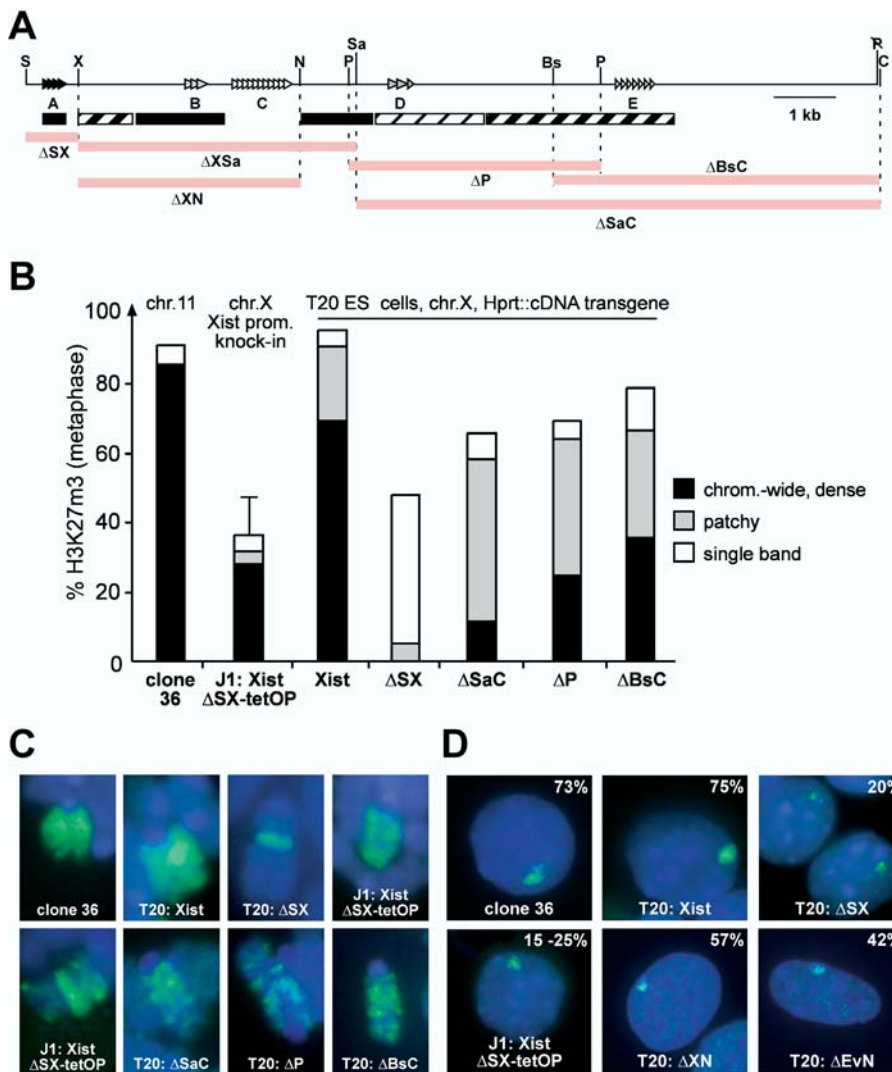 A
S X N P Sa Bs P R C
A B C D E
1 kb
ΔSX
ΔXSa
ΔP
ΔBsC
ΔXN
ΔSaC
B
% H3K27m3 (metaphase)
100
80
60
40
20
0
chr.11
chr.X
Xist prom.
knock-in
T20 ES cells, chr.X, Hprt::cDNA transgene
chrom.-wide, dense
patchy
single band
clone
36
J1: Xist
ΔSX-tetOP
Xist
ΔSX
ΔSaC
ΔP
ΔBsC
C
clone 36
T20: Xist
T20: ΔSX
J1: Xist
ΔSX-tetOP
J1: Xist
ΔSX-tetOP
T20: ΔSaC
T20: ΔP
T20: ΔBsC
D
73%
clone 36
75%
T20: Xist
20%
T20: ΔSX
15 -25%
J1: Xist
ΔSX-tetOP
57%
T20: ΔXN
42%
T20: ΔEvN